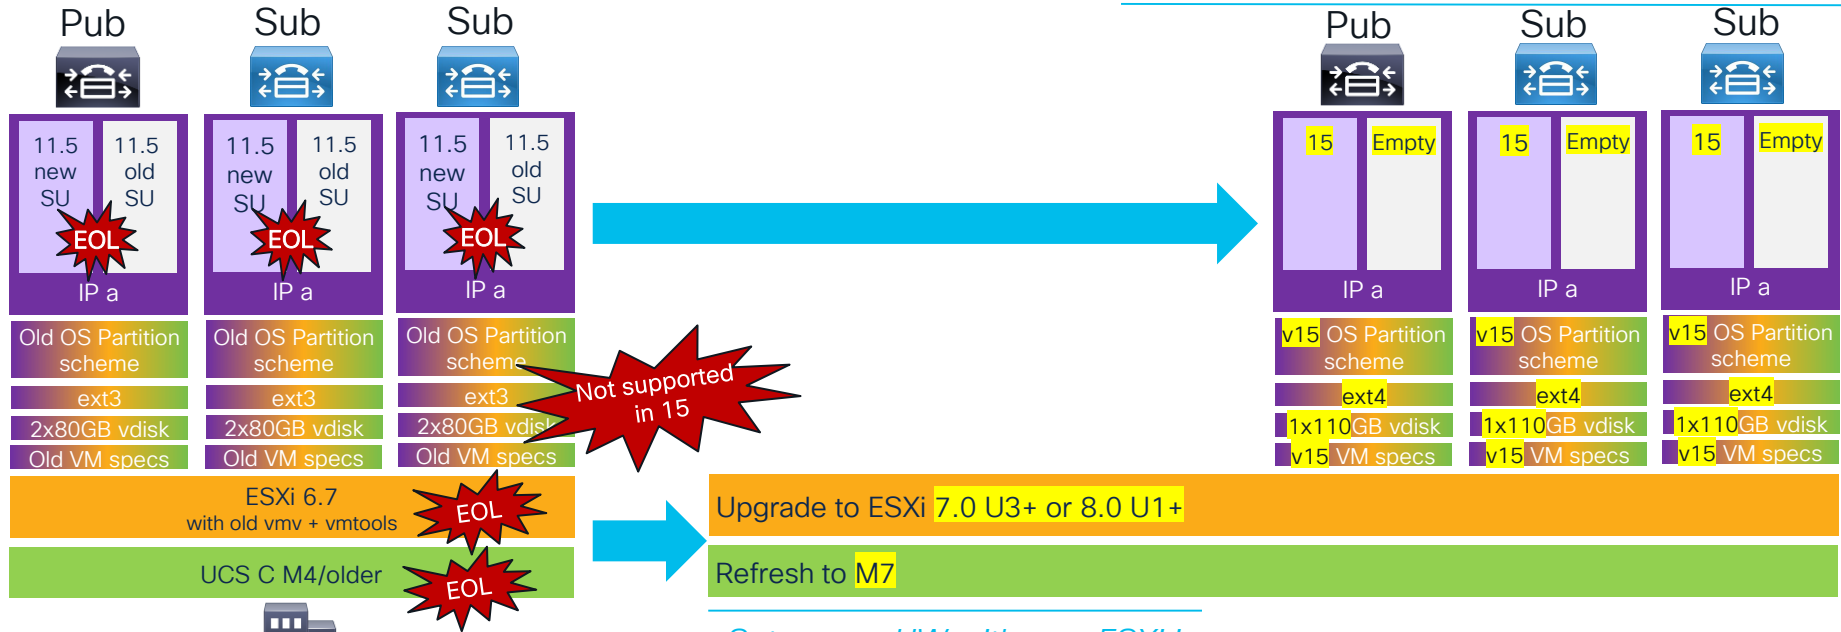 Pub
Sub
Sub
11.5
new
SU
11.5
old
SU
EOL
IP a
11.5
new
SU
11.5
old
SU
EOL
IP a
11.5
new
SU
11.5
old
SU
EOL
IP a
Old OS Partition
scheme
ext3
2x80GB vdisk
Old VM specs
Old OS Partition
scheme
ext3
2x80GB vdisk
Old VM specs
Old OS Partition
scheme
ext3
2x80GB vdisk
Old VM specs
Not supported
in 15
ESXi 6.7
with old vmv + vmtools
EOL
UCS C M4/older
EOL
Pub
Sub
Sub
15
Empty
IP a
15
Empty
IP a
15
Empty
IP a
v15 OS Partition
scheme
ext4
1x110GB vdisk
v15 VM specs
v15 OS Partition
scheme
ext4
1x110GB vdisk
v15 VM specs
v15 OS Partition
scheme
ext4
1x110GB vdisk
v15 VM specs
Upgrade to ESXi 7.0 U3+ or 8.0 U1+
Refresh to M7